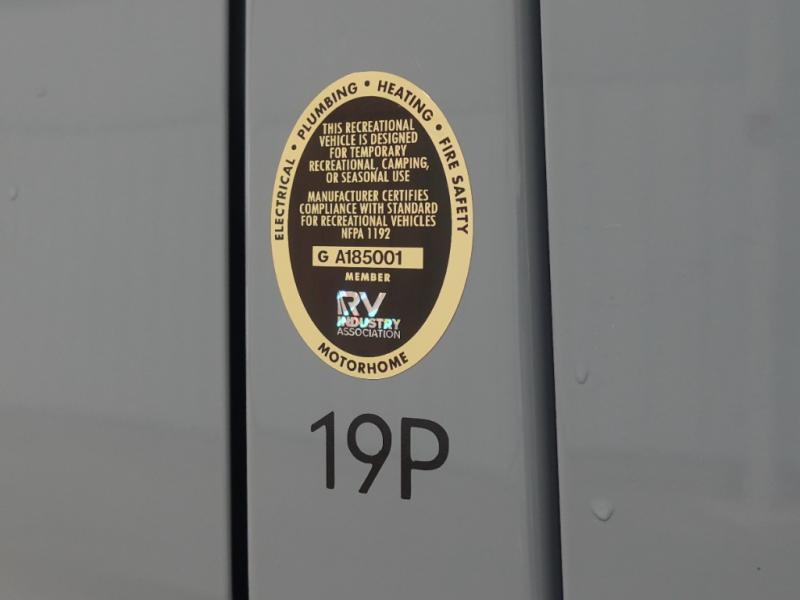 ELECTRICAL • PLUMBING • HEATING • FIRE SAFETY
THIS RECREATIONAL
VEHICLE IS DESIGNED
FOR TEMPORARY
RECREATIONAL, CAMPING,
OR SEASONAL USE
MANUFACTURER CERTIFIES
COMPLIANCE WITH STANDARD
FOR RECREATIONAL VEHICLES
NFPA 1192
G A185001
MEMBER
RV
INDUSTRY
ASSOCIATION
MOTORHOME
19P